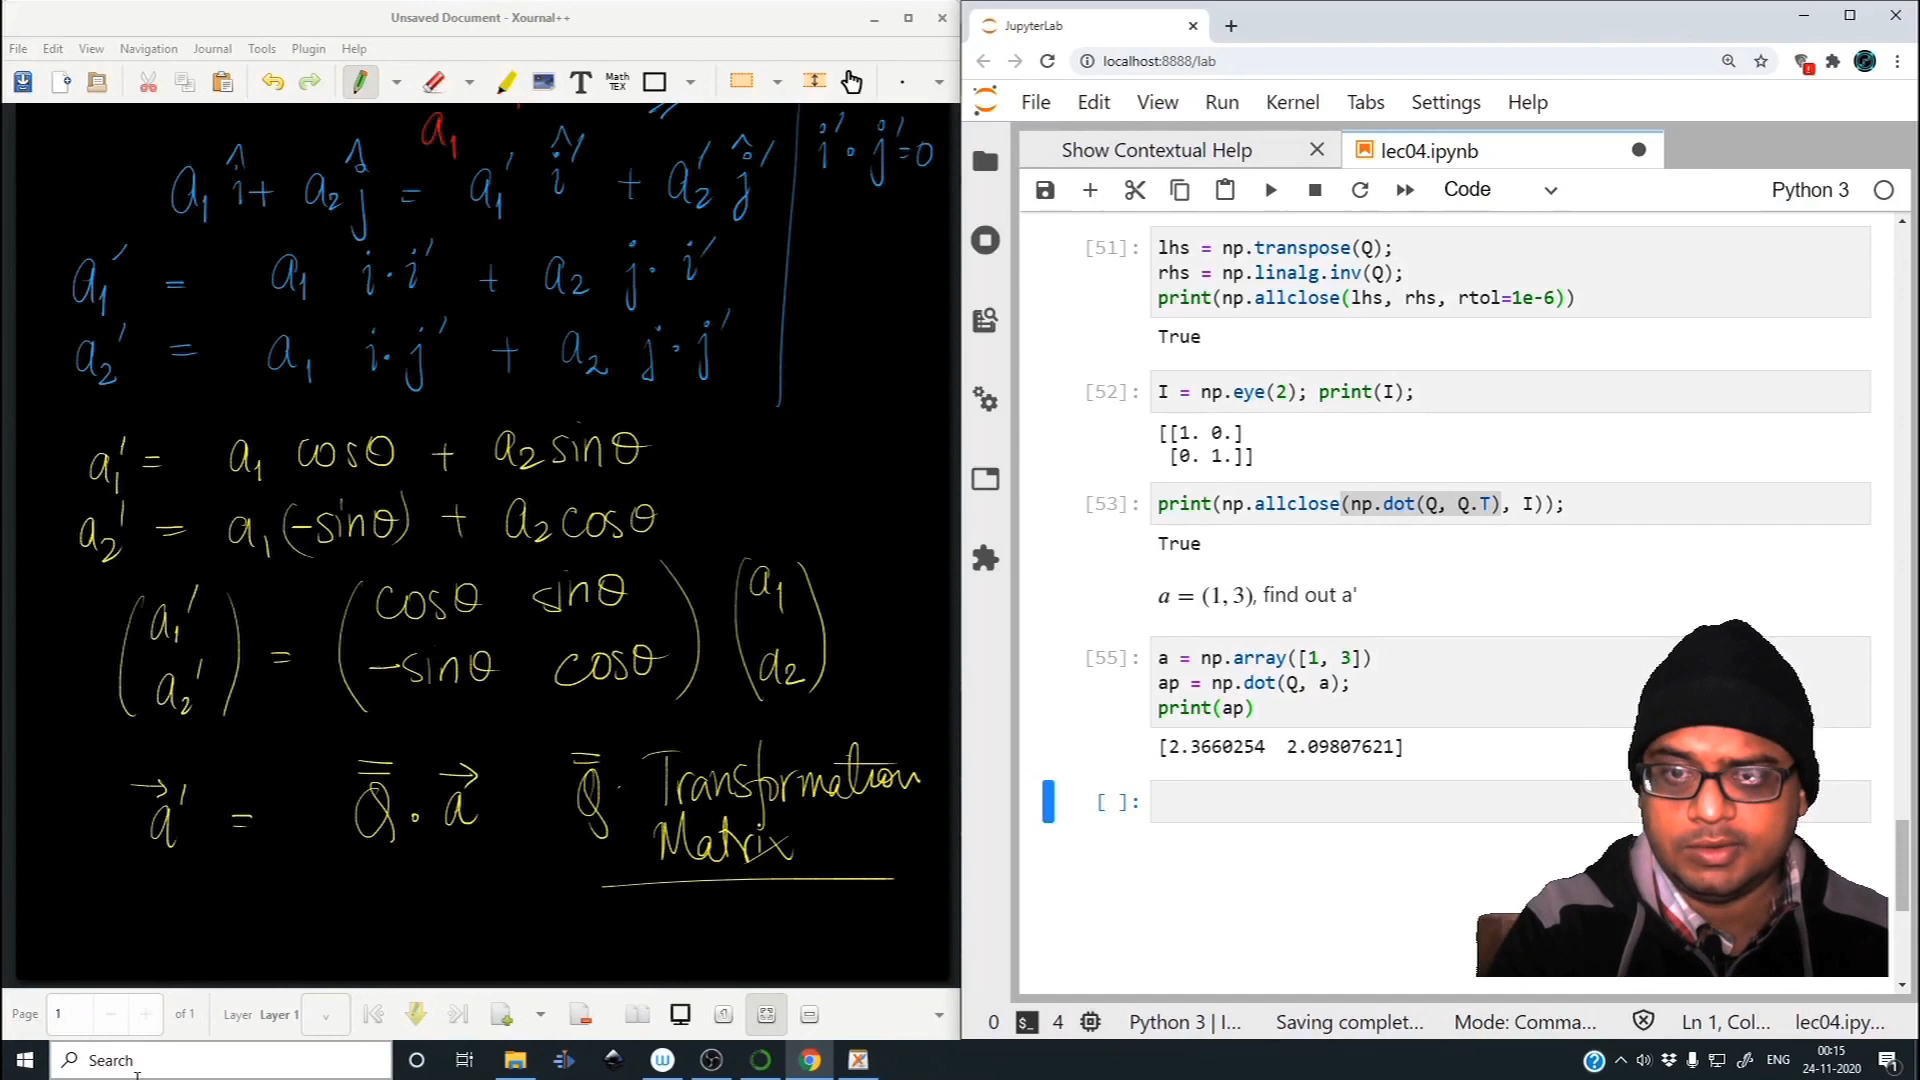 Unsaved Document - Xournal++
File Edit View Navigation Journal Tools Plugin Help
Math TEX
a₁
a₁ î + a₂ ĵ = a₁' î' + a₂' ĵ'
i'·j'=0
a₁' = a₁ i·i' + a₂ j·i'
a₂' = a₁ i·j' + a₂ j·j'
a₁' = a₁ cosθ + a₂ sinθ
a₂' = a₁(-sinθ) + a₂ cosθ
(a₁' a₂') = (cosθ sinθ -sinθ cosθ) (a₁ a₂)
a⃗' = Q̿ · a⃗
Q̿ · Transformation
Matrix
Page 1 of 1 Layer Layer 1
JupyterLab
localhost:8888/lab
File Edit View Run Kernel Tabs Settings Help
Show Contextual Help
lec04.ipynb
Code
Python 3
[51]: lhs = np.transpose(Q);
rhs = np.linalg.inv(Q);
print(np.allclose(lhs, rhs, rtol=1e-6))
True
[52]: I = np.eye(2); print(I);
[[1. 0.]
[0. 1.]]
[53]: print(np.allclose(np.dot(Q, Q.T), I));
True
a = (1, 3), find out a'
[55]: a = np.array([1, 3])
ap = np.dot(Q, a);
print(ap)
[2.3660254 2.09807621]
[ ]:
0 4 Python 3 | I... Saving complet... Mode: Comma... Ln 1, Col... lec04.ipy...
Search
ENG
00:15
24-11-2020
1